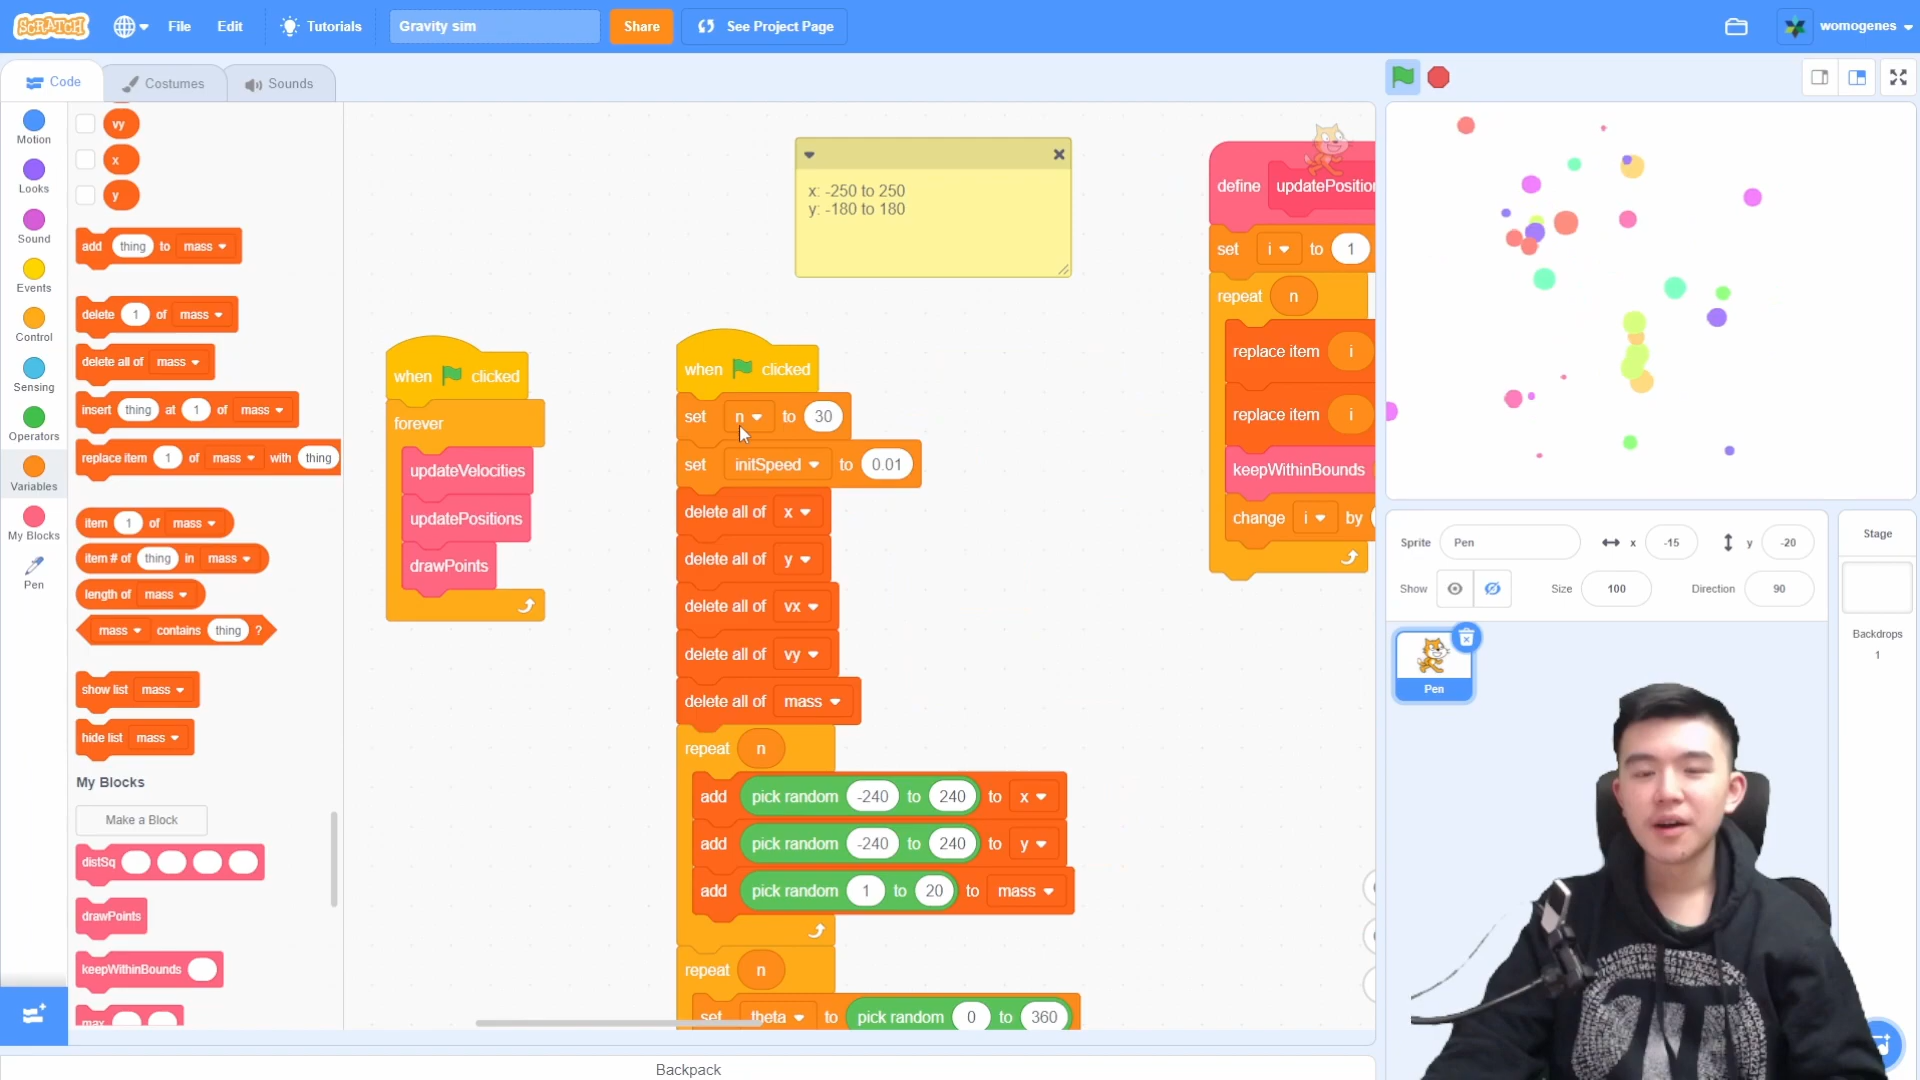 SCRATCH
File
Edit
Tutorials
Gravity sim
Share
See Project Page
womogenes
Code
Costumes
Sounds
Motion
Looks
Sound
Events
Control
Sensing
Operators
Variables
My Blocks
Pen
vy
x
y
add thing to mass
delete 1 of mass
delete all of mass
insert thing at 1 of mass
replace item 1 of mass with thing
item 1 of mass
item # of thing in mass
length of mass
mass contains thing ?
show list mass
hide list mass
My Blocks
Make a Block
distSq
drawPoints
keepWithinBounds
max
when clicked
forever
updateVelocities
updatePositions
drawPoints
x: -250 to 250
y: -180 to 180
when clicked
set n to 30
set initSpeed to 0.01
delete all of x
delete all of y
delete all of vx
delete all of vy
delete all of mass
repeat n
add pick random -240 to 240 to x
add pick random -240 to 240 to y
add pick random 1 to 20 to mass
repeat n
set theta to pick random 0 to 360
define updatePosition
set i to 1
repeat n
replace item i
replace item i
keepWithinBounds
change i by
Sprite Pen x -15 y -20
Show Size 100 Direction 90
Pen
Stage
Backdrops
1
Backpack